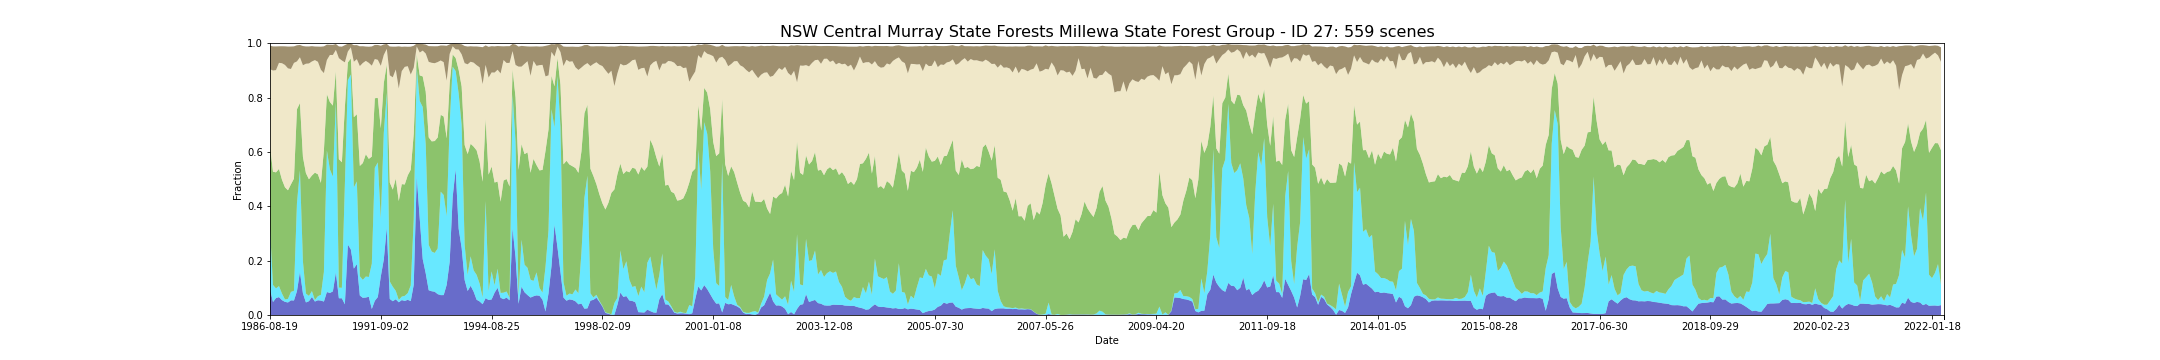 NSW Central Murray State Forests Millewa State Forest Group - ID 27: 559 scenes
1.0
0.8
0.6
0.4
0.2
0.0
Fraction
1986-08-19 1991-09-02 1994-08-25 1998-02-09 2001-01-08 2003-12-08 2005-07-30 2007-05-26 2009-04-20 2011-09-18 2014-01-05 2015-08-28 2017-06-30 2018-09-29 2020-02-23 2022-01-18
Date